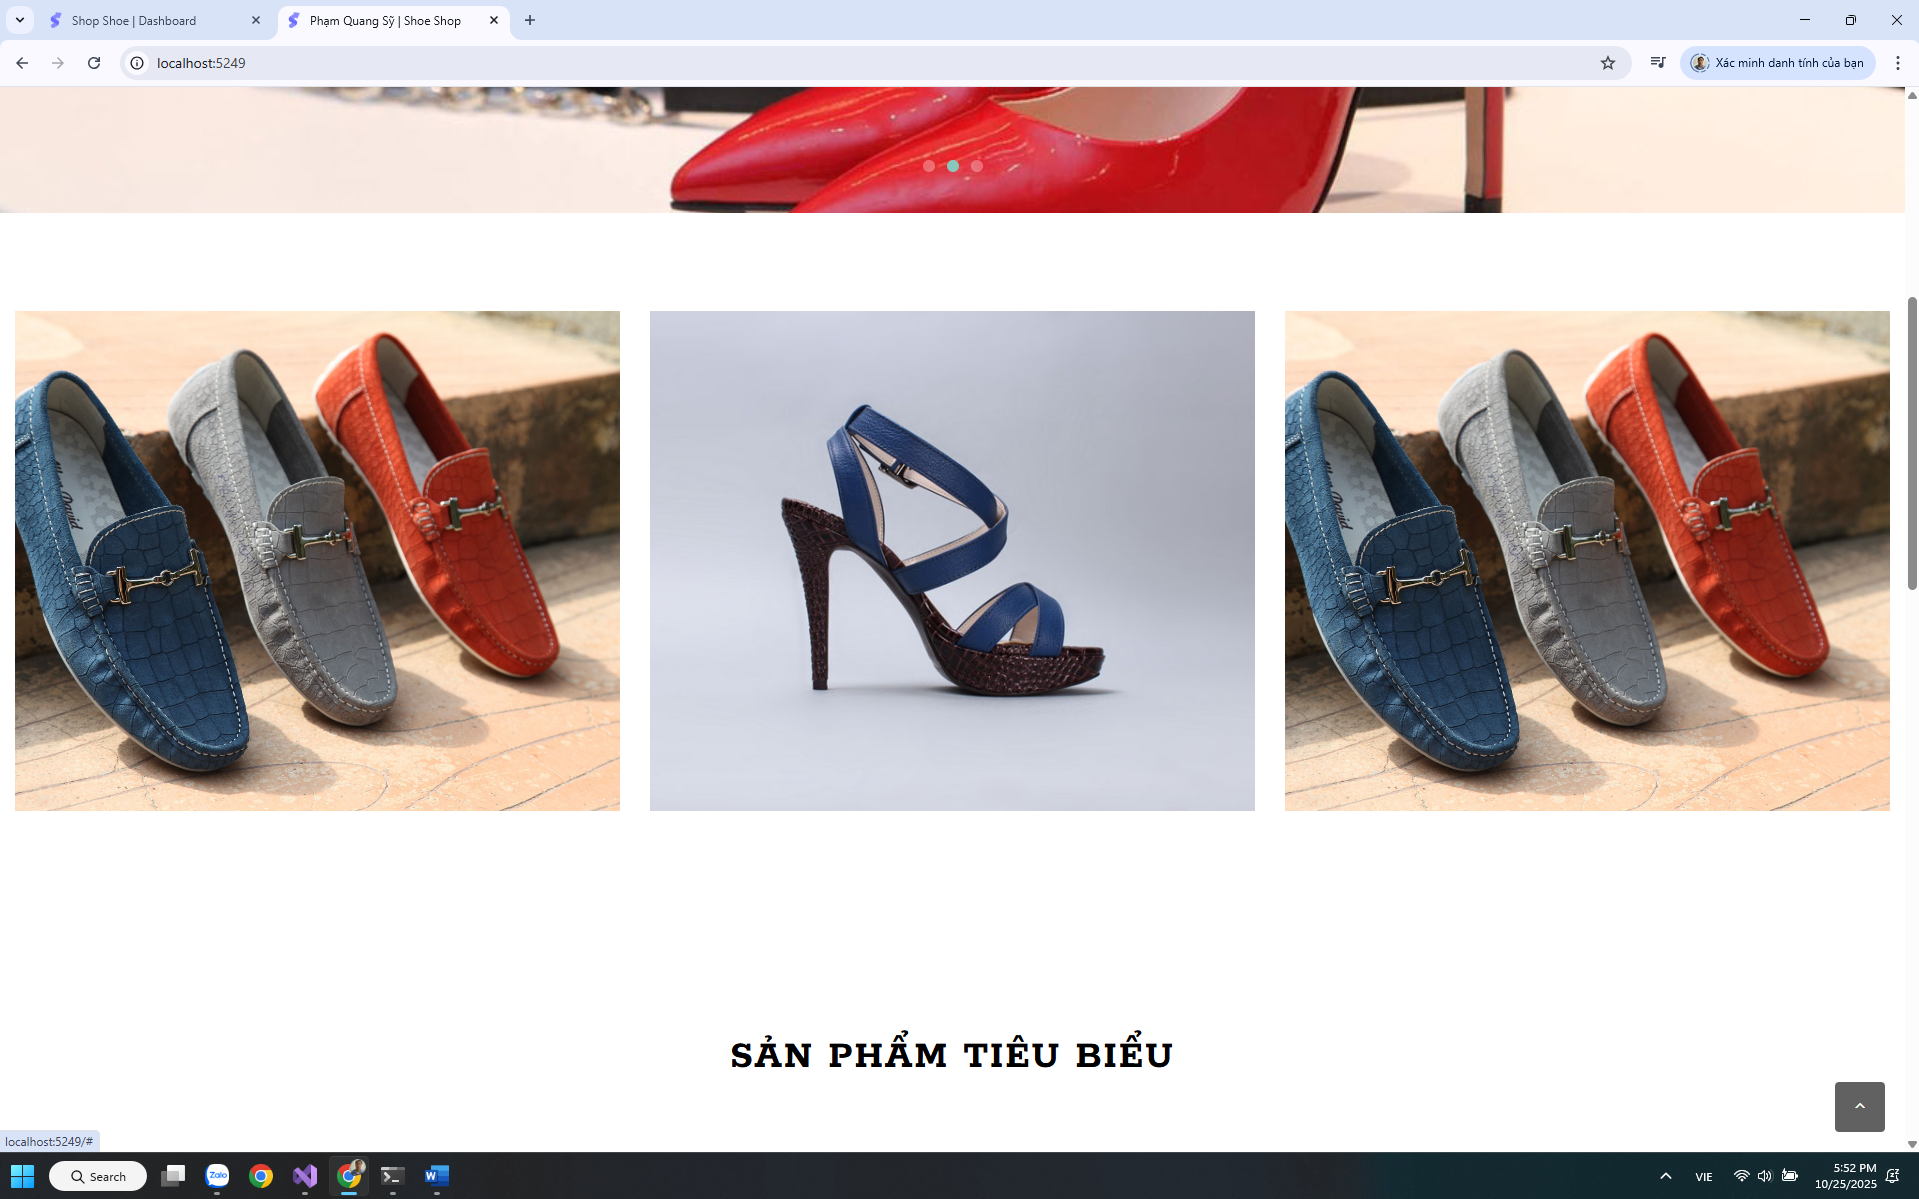 Shop Shoe | Dashboard
Phạm Quang Sỹ | Shoe Shop
localhost:5249
Xác minh danh tính của bạn
SẢN PHẨM TIÊU BIỂU
localhost:5249/#
Search
Zalo
W
VIE
5:52 PM
10/25/2025